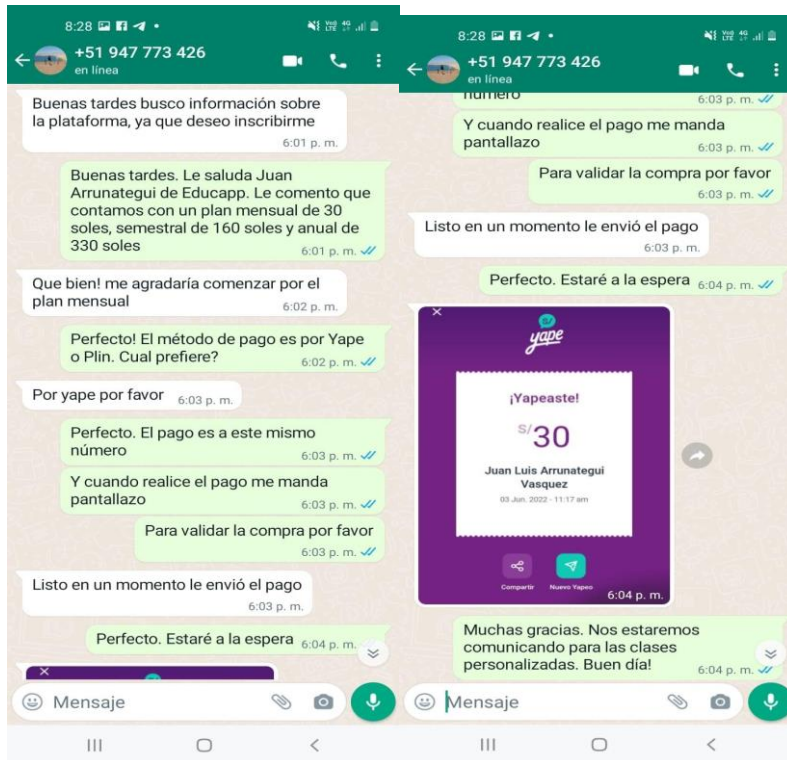 8:28
+51 947 773 426
en línea
Buenas tardes busco información sobre
la plataforma, ya que deseo inscribirme
6:01 p. m.
Buenas tardes. Le saluda Juan
Arrunategui de Educapp. Le comento que
contamos con un plan mensual de 30
soles, semestral de 160 soles y anual de
330 soles
6:01 p. m.
Que bien! me agradaría comenzar por el
plan mensual
6:02 p. m.
Perfecto! El método de pago es por Yape
o Plin. Cual prefiere?
6:02 p. m.
Por yape por favor
6:03 p. m.
Perfecto. El pago es a este mismo
número
6:03 p. m.
Y cuando realice el pago me manda
pantallazo
6:03 p. m.
Para validar la compra por favor
6:03 p. m.
Listo en un momento le envió el pago
6:03 p. m.
Perfecto. Estaré a la espera
6:04 p. m.
Mensaje
8:28
+51 947 773 426
en línea
número
6:03 p. m.
Y cuando realice el pago me manda
pantallazo
6:03 p. m.
Para validar la compra por favor
6:03 p. m.
Listo en un momento le envió el pago
6:03 p. m.
Perfecto. Estaré a la espera
6:04 p. m.
S/
yape
¡Yapeaste!
S/30
Juan Luis Arrunategui
Vasquez
03 Jun. 2022 - 11:17 am
Compartir
Nuevo Yapeo
6:04 p. m.
Muchas gracias. Nos estaremos
comunicando para las clases
personalizadas. Buen día!
6:04 p. m.
Mensaje